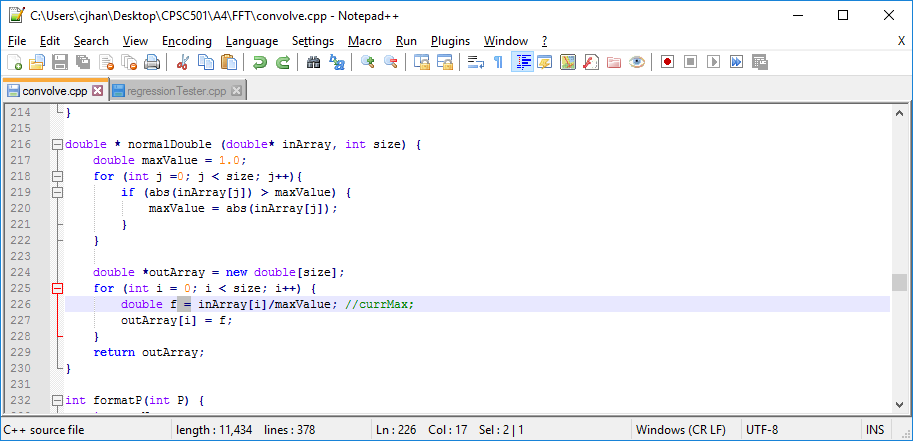 C:\Users\cjhan\Desktop\CPSC501\A4\FFT\convolve.cpp - Notepad++
File Edit Search View Encoding Language Settings Macro Run Plugins Window ? X
convolve.cpp regressionTester.cpp
214 }
215
216 double * normalDouble (double* inArray, int size) {
217 double maxValue = 1.0;
218 for (int j =0; j < size; j++){
219 if (abs(inArray[j]) > maxValue) {
220 maxValue = abs(inArray[j]);
221 }
222 }
223
224 double *outArray = new double[size];
225 for (int i = 0; i < size; i++) {
226 double f = inArray[i]/maxValue; //currMax;
227 outArray[i] = f;
228 }
229 return outArray;
230 }
231
232 int formatP(int P) {
C++ source file length : 11,434 lines : 378 Ln : 226 Col : 17 Sel : 2 | 1 Windows (CR LF) UTF-8 INS